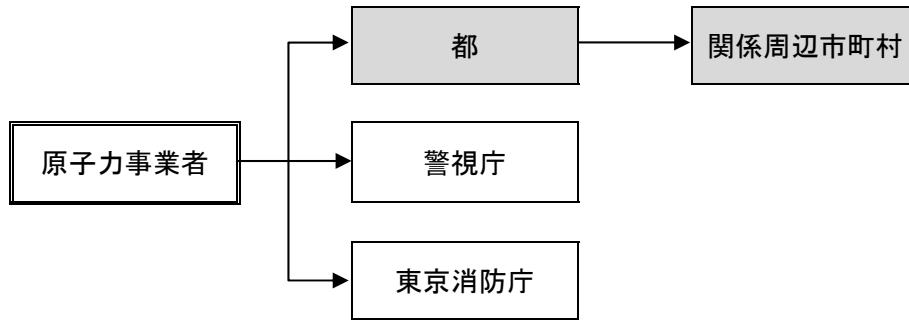 都
関係周辺市町村
原子力事業者
警視庁
東京消防庁